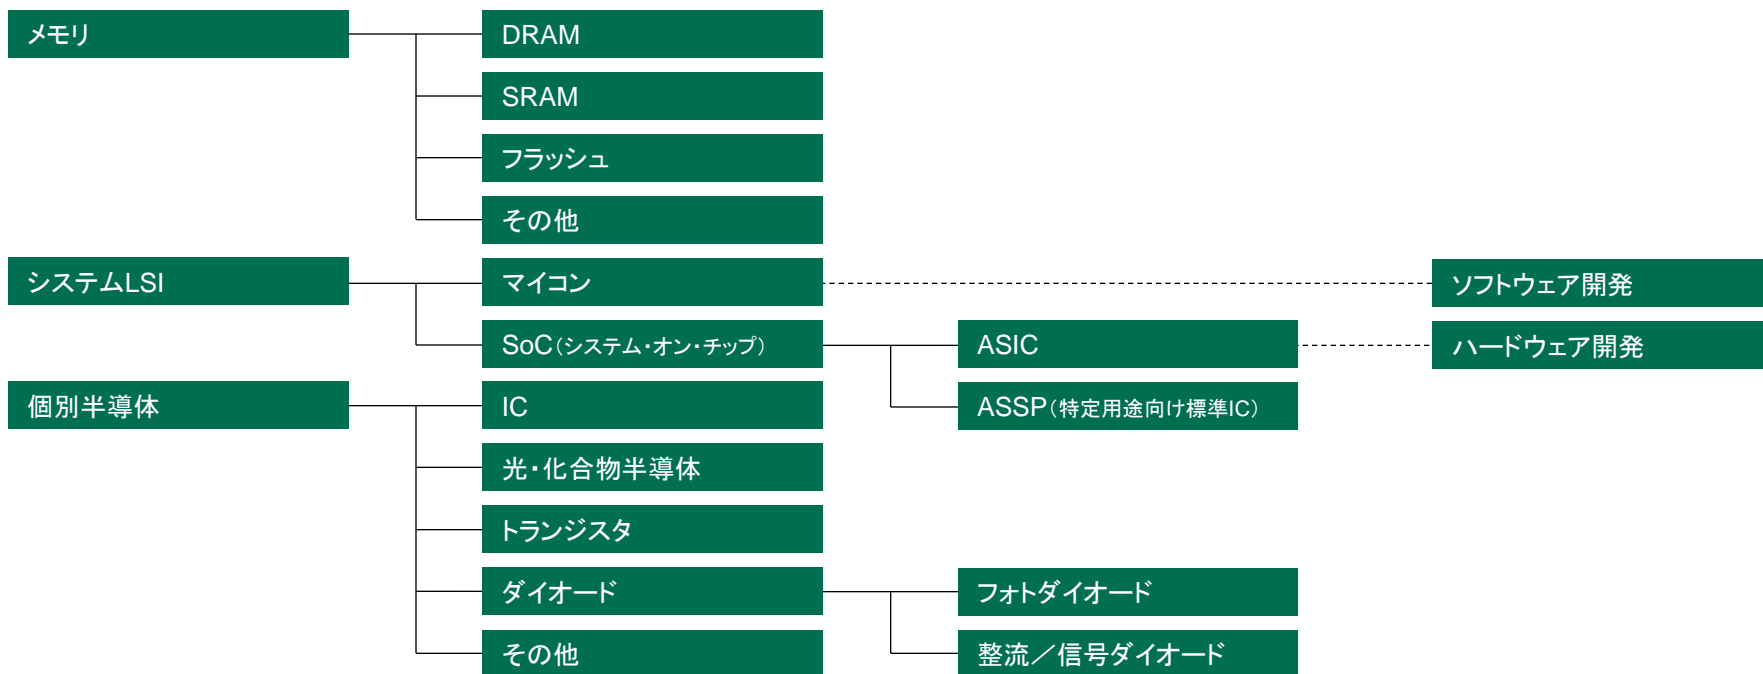 メモリ
DRAM
SRAM
フラッシュ
その他
システムLSI
マイコン
ソフトウェア開発
SoC(システム・オン・チップ)
ASIC
ハードウェア開発
ASSP(特定用途向け標準IC)
個別半導体
IC
光・化合物半導体
トランジスタ
ダイオード
フォトダイオード
その他
整流／信号ダイオード